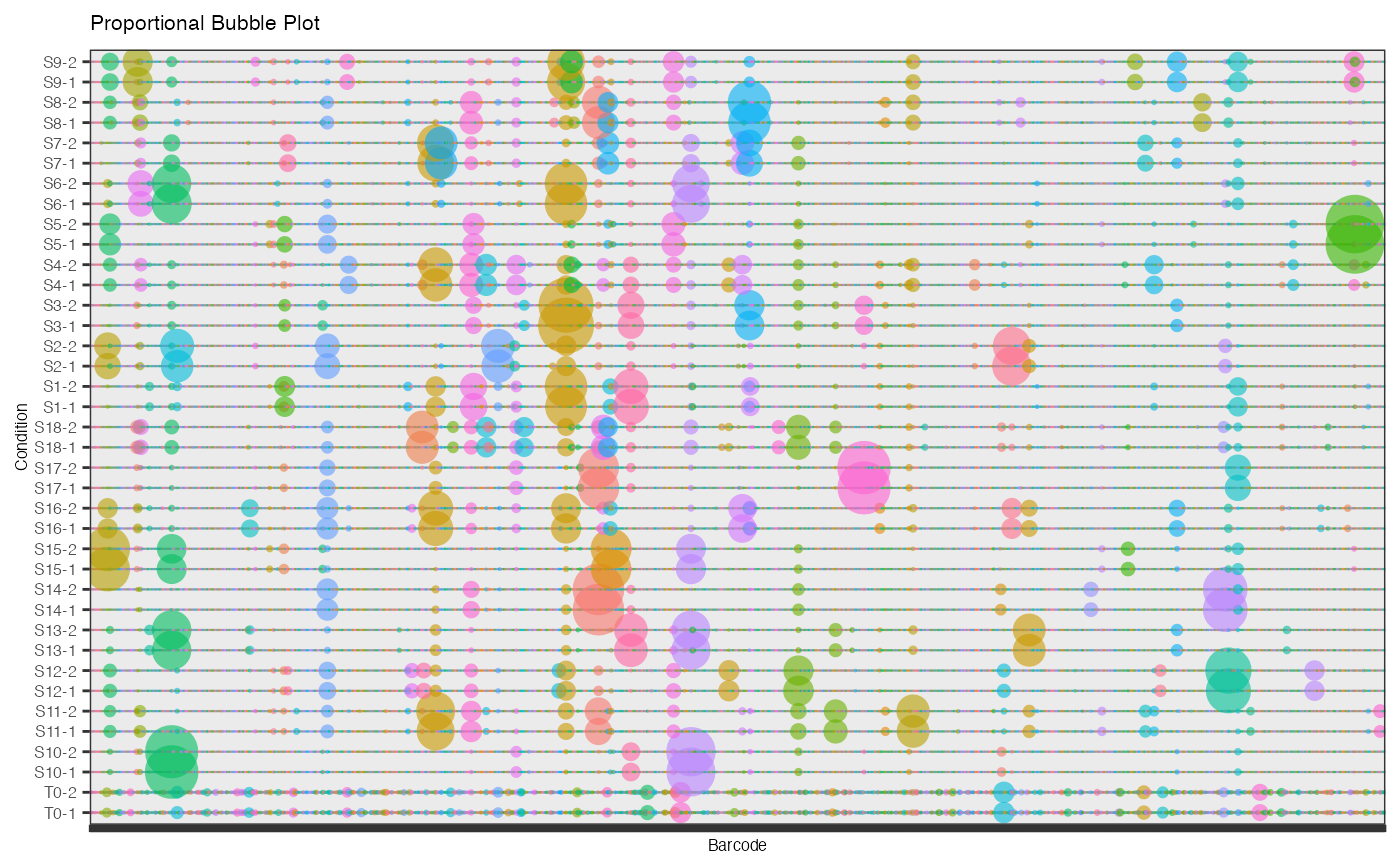 Proportional Bubble Plot
S9-2
S9-1
S8-2
S8-1
S7-2
S7-1
S6-2
S6-1
S5-2
S5-1
S4-2
S4-1
S3-2
S3-1
S2-2
S2-1
S1-2
S1-1
S18-2
S18-1
S17-2
S17-1
S16-2
S16-1
S15-2
S15-1
S14-2
S14-1
S13-2
S13-1
S12-2
S12-1
S11-2
S11-1
S10-2
S10-1
T0-2
T0-1
Condition
Barcode